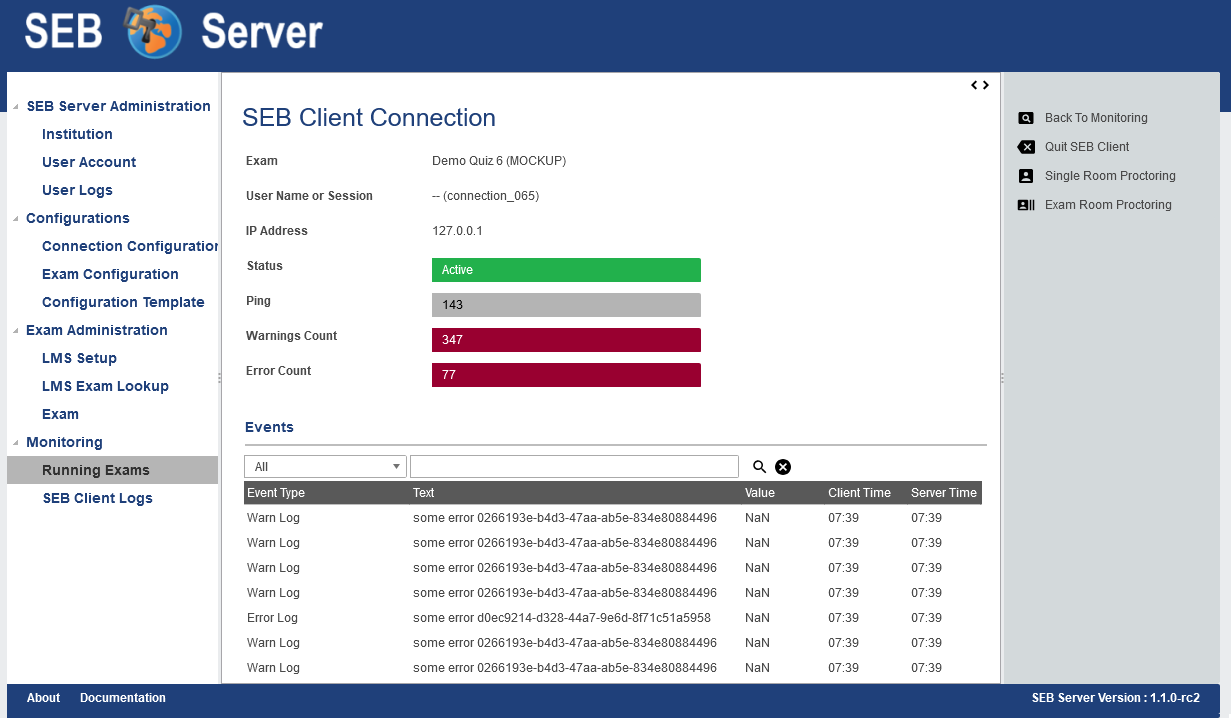 SEB Server
SEB Server Administration
Institution
User Account
User Logs
Configurations
Connection Configuration
Exam Configuration
Configuration Template
Exam Administration
LMS Setup
LMS Exam Lookup
Exam
Monitoring
Running Exams
SEB Client Logs
SEB Client Connection
Exam Demo Quiz 6 (MOCKUP)
User Name or Session -- (connection_065)
IP Address 127.0.0.1
Status Active
Ping 143
Warnings Count 347
Error Count 77
Events
All
Event Type Text Value Client Time Server Time
Warn Log some error 0266193e-b4d3-47aa-ab5e-834e80884496 NaN 07:39 07:39
Warn Log some error 0266193e-b4d3-47aa-ab5e-834e80884496 NaN 07:39 07:39
Warn Log some error 0266193e-b4d3-47aa-ab5e-834e80884496 NaN 07:39 07:39
Warn Log some error 0266193e-b4d3-47aa-ab5e-834e80884496 NaN 07:39 07:39
Error Log some error d0ec9214-d328-44a7-9e6d-8f71c51a5958 NaN 07:39 07:39
Warn Log some error 0266193e-b4d3-47aa-ab5e-834e80884496 NaN 07:39 07:39
Warn Log some error 0266193e-b4d3-47aa-ab5e-834e80884496 NaN 07:39 07:39
Back To Monitoring
Quit SEB Client
Single Room Proctoring
Exam Room Proctoring
About Documentation
SEB Server Version : 1.1.0-rc2